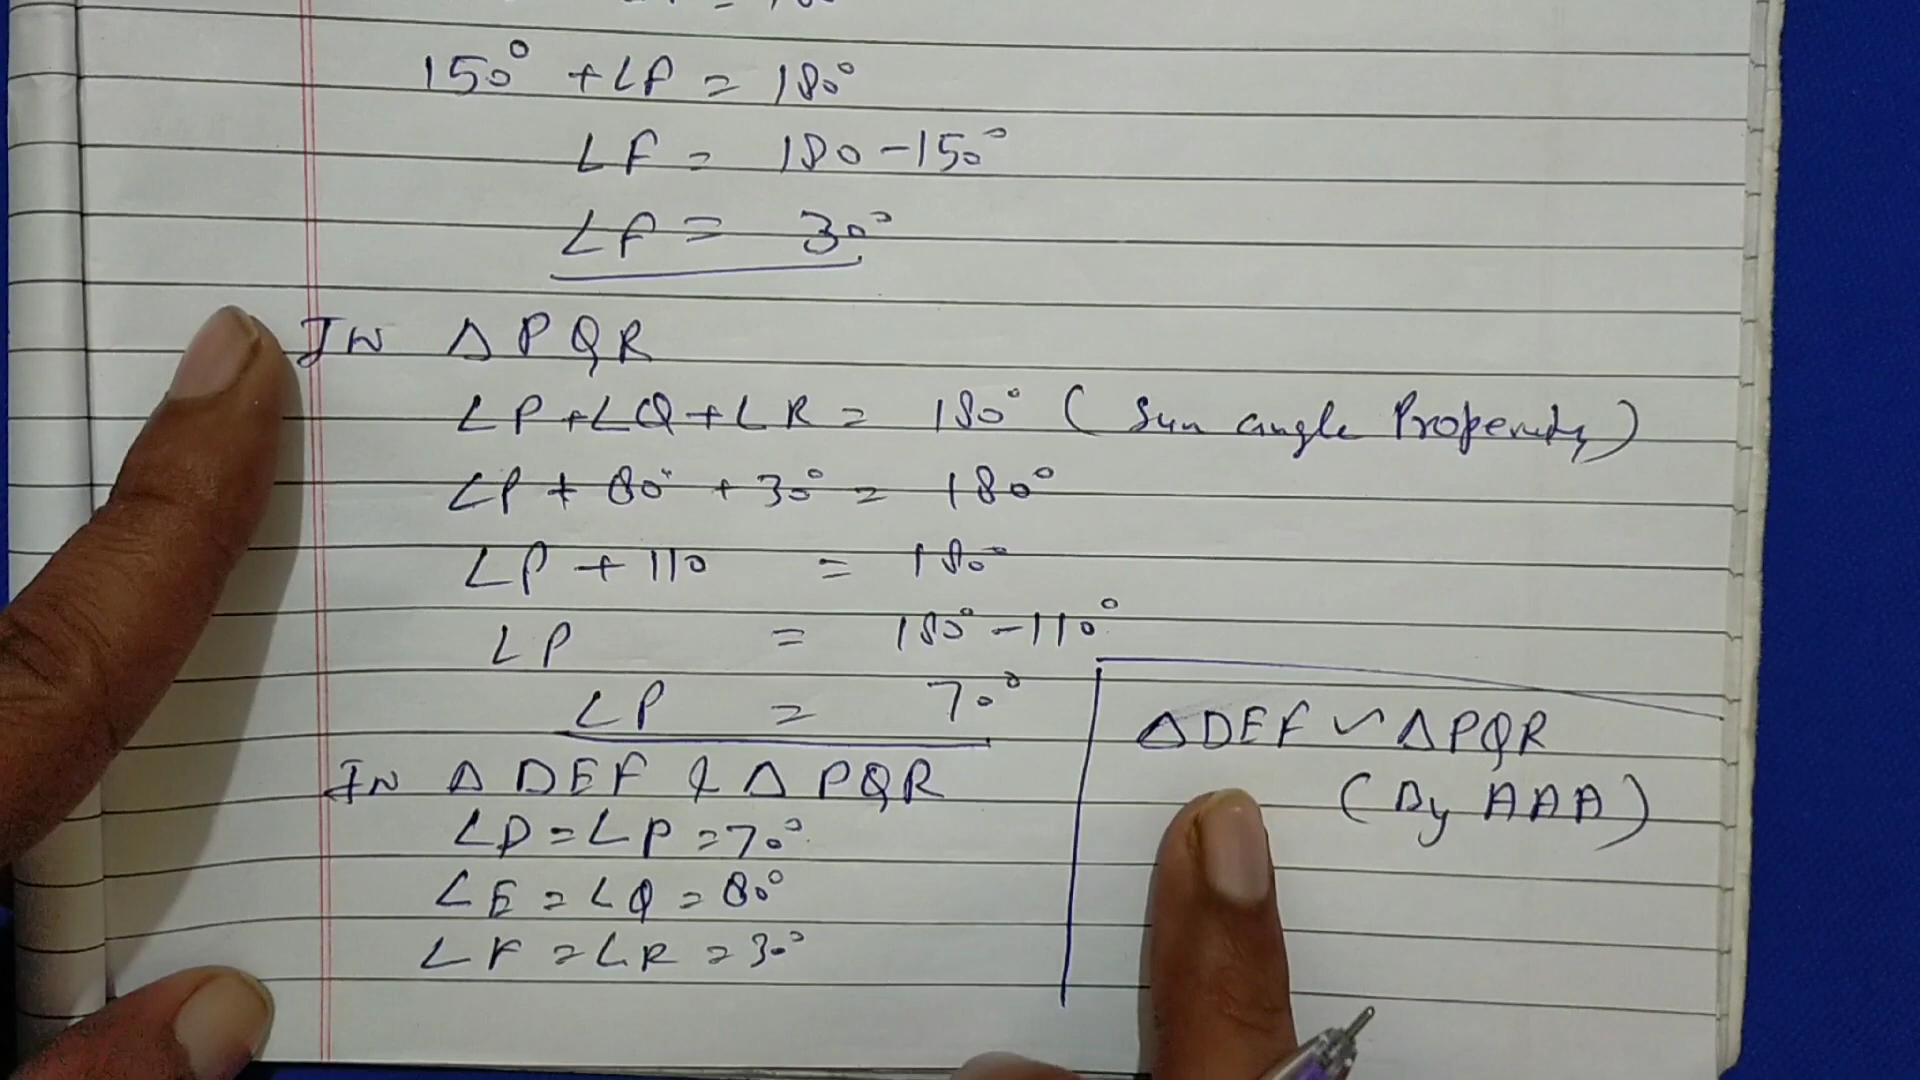 150° + ∠F = 180°
∠F = 180 - 150°
∠F = 30°
IN △ PQR
∠P + ∠Q + ∠R = 180° ( Sum angle Property)
∠P + 80° + 30° = 180°
∠P + 110 = 180°
∠P = 180° - 110°
∠P = 70°
IN △ DEF & △ PQR
∠D = ∠P = 70°
∠E = ∠Q = 80°
∠F = ∠R = 30°
△DEF ~ △PQR
(By AAA)